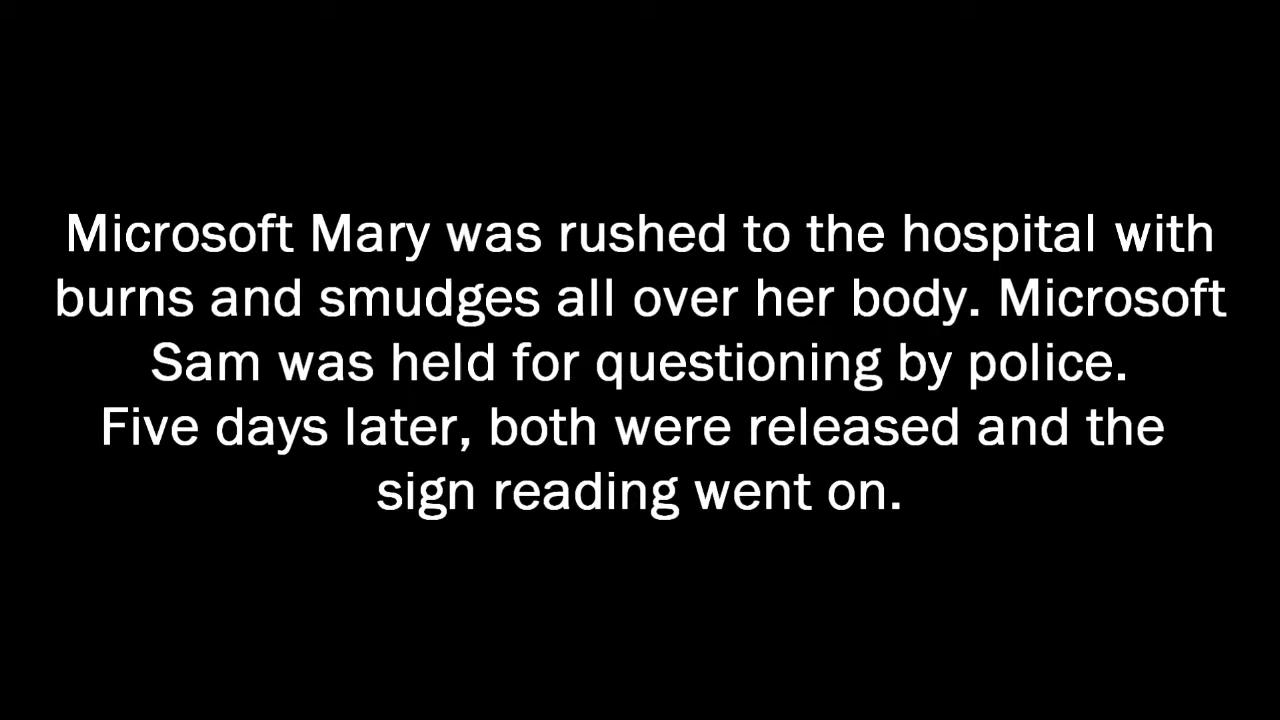 Microsoft Mary was rushed to the hospital with
burns and smudges all over her body. Microsoft
Sam was held for questioning by police.
Five days later, both were released and the
sign reading went on.